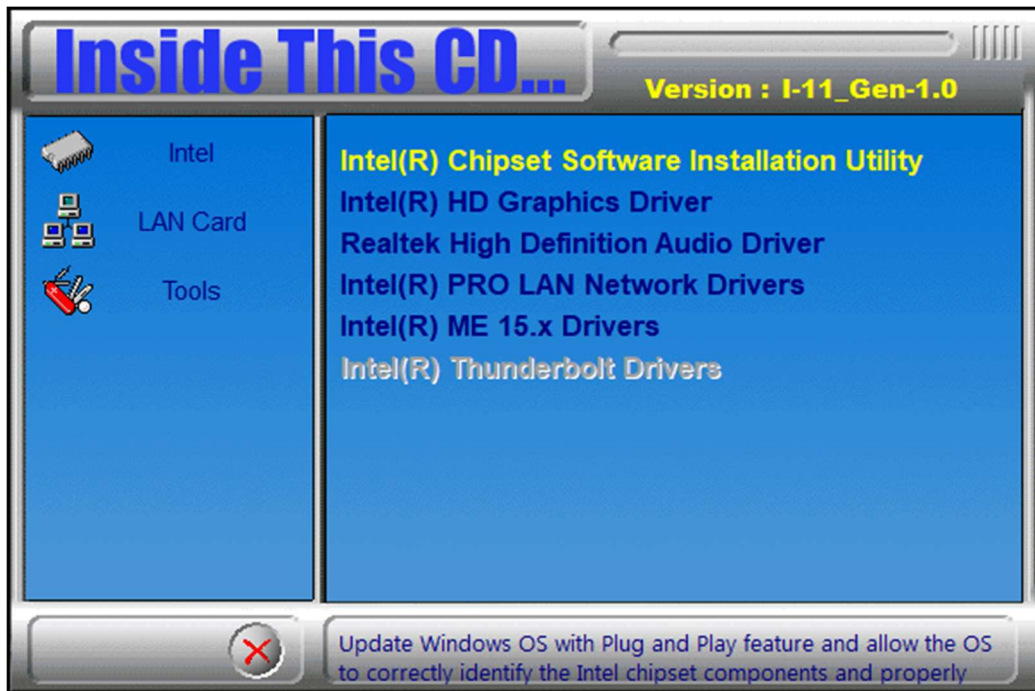 Inside This CD...
Version : I-11_Gen-1.0
Intel
LAN Card
Tools
Intel(R) Chipset Software Installation Utility
Intel(R) HD Graphics Driver
Realtek High Definition Audio Driver
Intel(R) PRO LAN Network Drivers
Intel(R) ME 15.x Drivers
Intel(R) Thunderbolt Drivers
Update Windows OS with Plug and Play feature and allow the OS
to correctly identify the Intel chipset components and properly